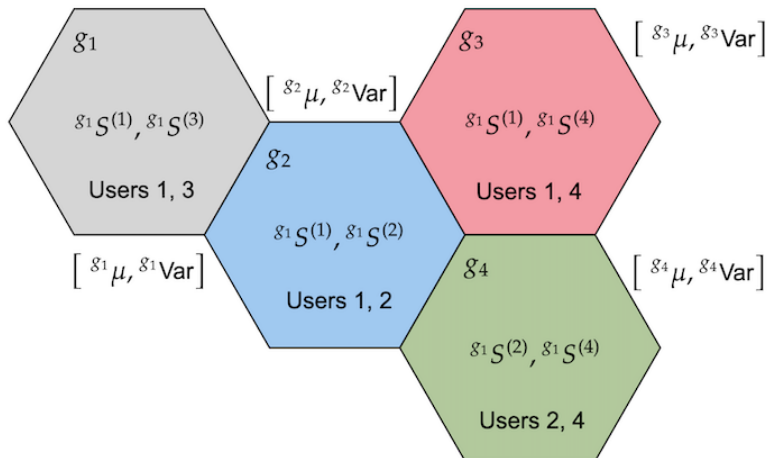 g₁
ᵍ¹S⁽¹⁾, ᵍ¹S⁽³⁾
Users 1, 3
[ ᵍ¹μ, ᵍ¹Var]
[ ᵍ²μ, ᵍ²Var]
g₂
ᵍ¹S⁽¹⁾, ᵍ¹S⁽²⁾
Users 1, 2
g₃
ᵍ¹S⁽¹⁾, ᵍ¹S⁽⁴⁾
Users 1, 4
[ ᵍ³μ, ᵍ³Var]
g₄
ᵍ¹S⁽²⁾, ᵍ¹S⁽⁴⁾
Users 2, 4
[ ᵍ⁴μ, ᵍ⁴Var]